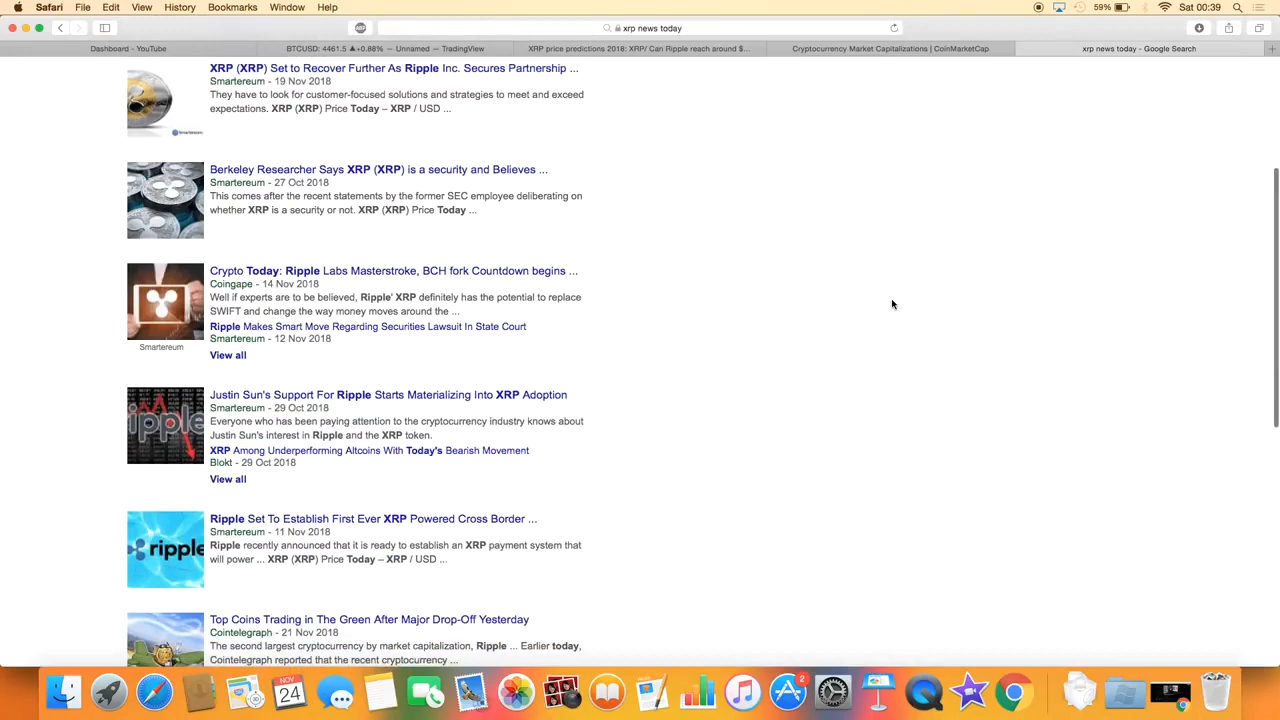 Safari File Edit View History Bookmarks Window Help
59% Sat 00:39
xrp news today
Dashboard - YouTube
BTCUSD: 4461.5 ▲+0.88% — Unnamed — TradingView
XRP price predictions 2018: XRP/ Can Ripple reach around $...
Cryptocurrency Market Capitalizations | CoinMarketCap
xrp news today - Google Search
XRP (XRP) Set to Recover Further As Ripple Inc. Secures Partnership ...
Smartereum - 19 Nov 2018
They have to look for customer-focused solutions and strategies to meet and exceed
expectations. XRP (XRP) Price Today – XRP / USD ...
Smartereum
Berkeley Researcher Says XRP (XRP) is a security and Believes ...
Smartereum - 27 Oct 2018
This comes after the recent statements by the former SEC employee deliberating on
whether XRP is a security or not. XRP (XRP) Price Today ...
Crypto Today: Ripple Labs Masterstroke, BCH fork Countdown begins ...
Coingape - 14 Nov 2018
Well if experts are to be believed, Ripple' XRP definitely has the potential to replace
SWIFT and change the way money moves around the ...
Ripple Makes Smart Move Regarding Securities Lawsuit In State Court
Smartereum - 12 Nov 2018
Smartereum
View all
Justin Sun's Support For Ripple Starts Materializing Into XRP Adoption
Smartereum - 29 Oct 2018
Everyone who has been paying attention to the cryptocurrency industry knows about
Justin Sun's interest in Ripple and the XRP token.
ripple
XRP Among Underperforming Altcoins With Today's Bearish Movement
Blokt - 29 Oct 2018
View all
Ripple Set To Establish First Ever XRP Powered Cross Border ...
Smartereum - 11 Nov 2018
Ripple recently announced that it is ready to establish an XRP payment system that
will power ... XRP (XRP) Price Today – XRP / USD ...
ripple
Top Coins Trading in The Green After Major Drop-Off Yesterday
Cointelegraph - 21 Nov 2018
The second largest cryptocurrency by market capitalization, Ripple ... Earlier today,
Cointelegraph reported that the recent cryptocurrency ...
NOV
24
2